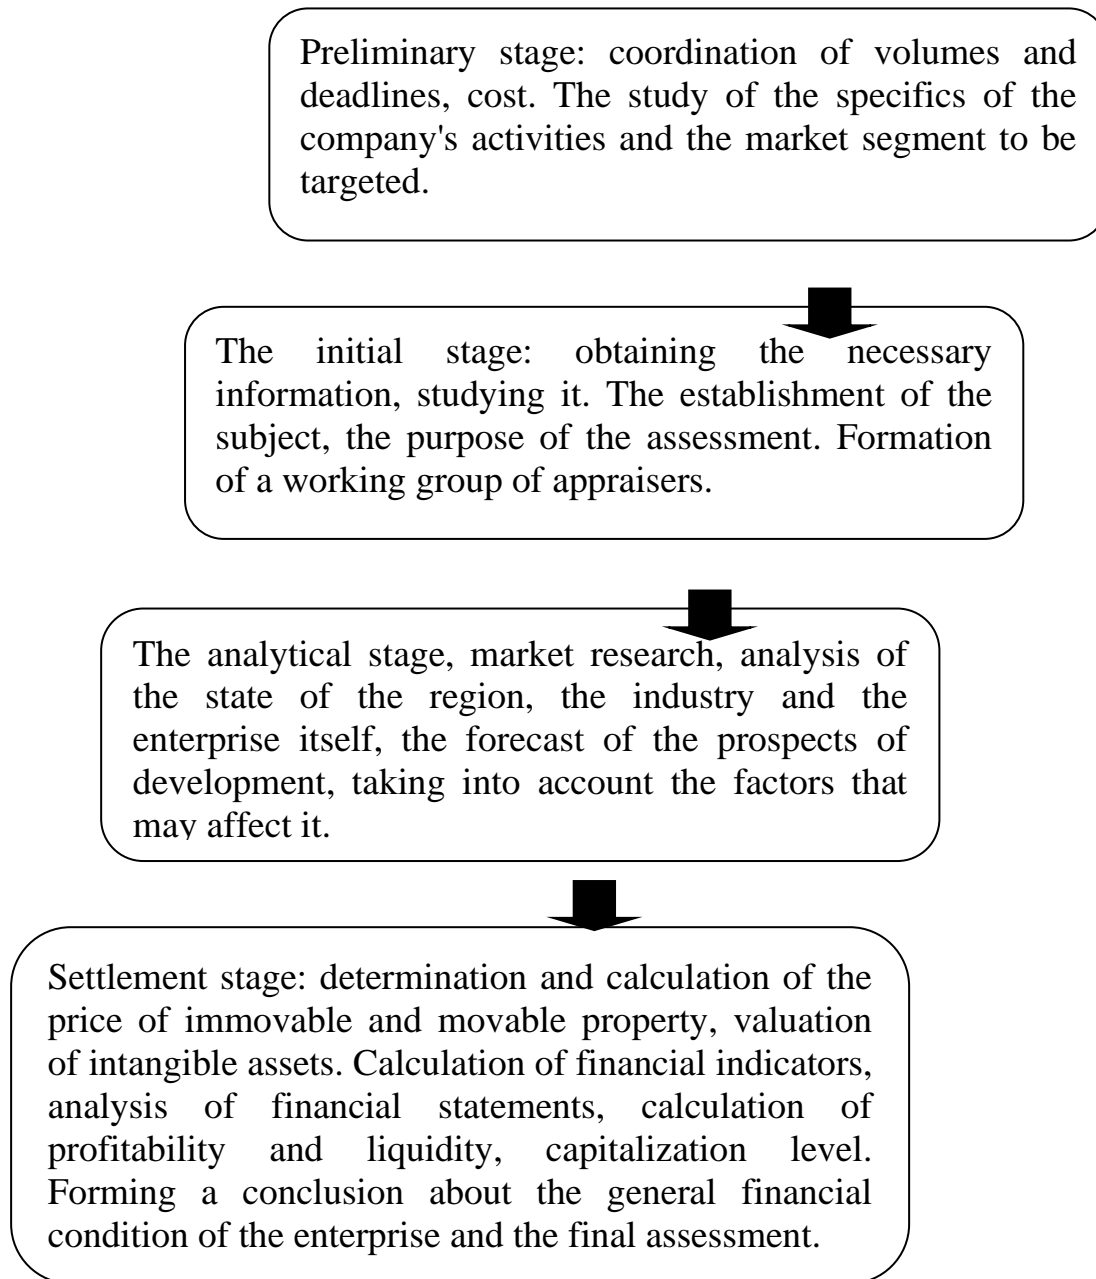 Preliminary stage: coordination of volumes and
deadlines, cost. The study of the specifics of the
company's activities and the market segment to be
targeted.
The initial stage: obtaining the necessary
information, studying it. The establishment of the
subject, the purpose of the assessment. Formation
of a working group of appraisers.
The analytical stage, market research, analysis of
the state of the region, the industry and the
enterprise itself, the forecast of the prospects of
development, taking into account the factors that
may affect it.
Settlement stage: determination and calculation of the
price of immovable and movable property, valuation
of intangible assets. Calculation of financial indicators,
analysis of financial statements, calculation of
profitability and liquidity, capitalization level.
Forming a conclusion about the general financial
condition of the enterprise and the final assessment.